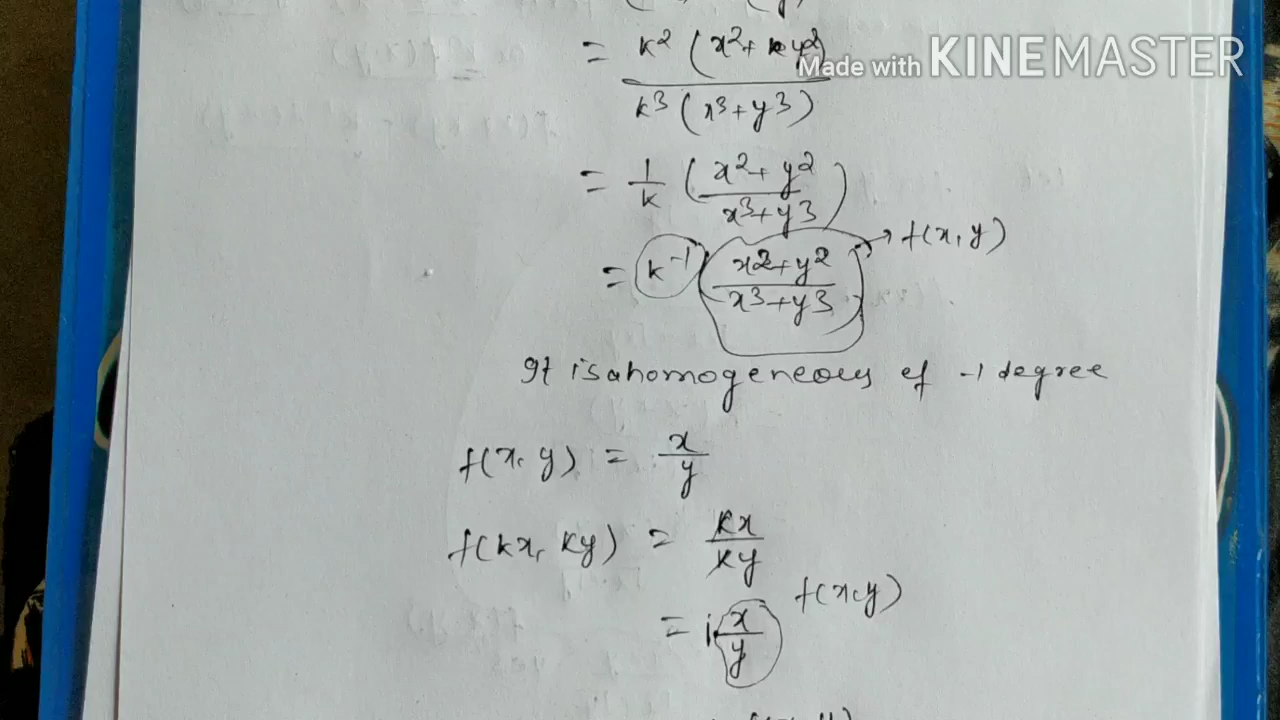 = k² (x² + y²)
Made with KINEMASTER
k³ (x³ + y³)
= 1/k (x² + y² / x³ + y³)
= k⁻¹ (x² + y² / x³ + y³) → f(x, y)
It is a homogeneous of -1 degree
f(x, y) = x/y
f(kx, ky) = kx/ky
f(x,y)
= 1. x/y